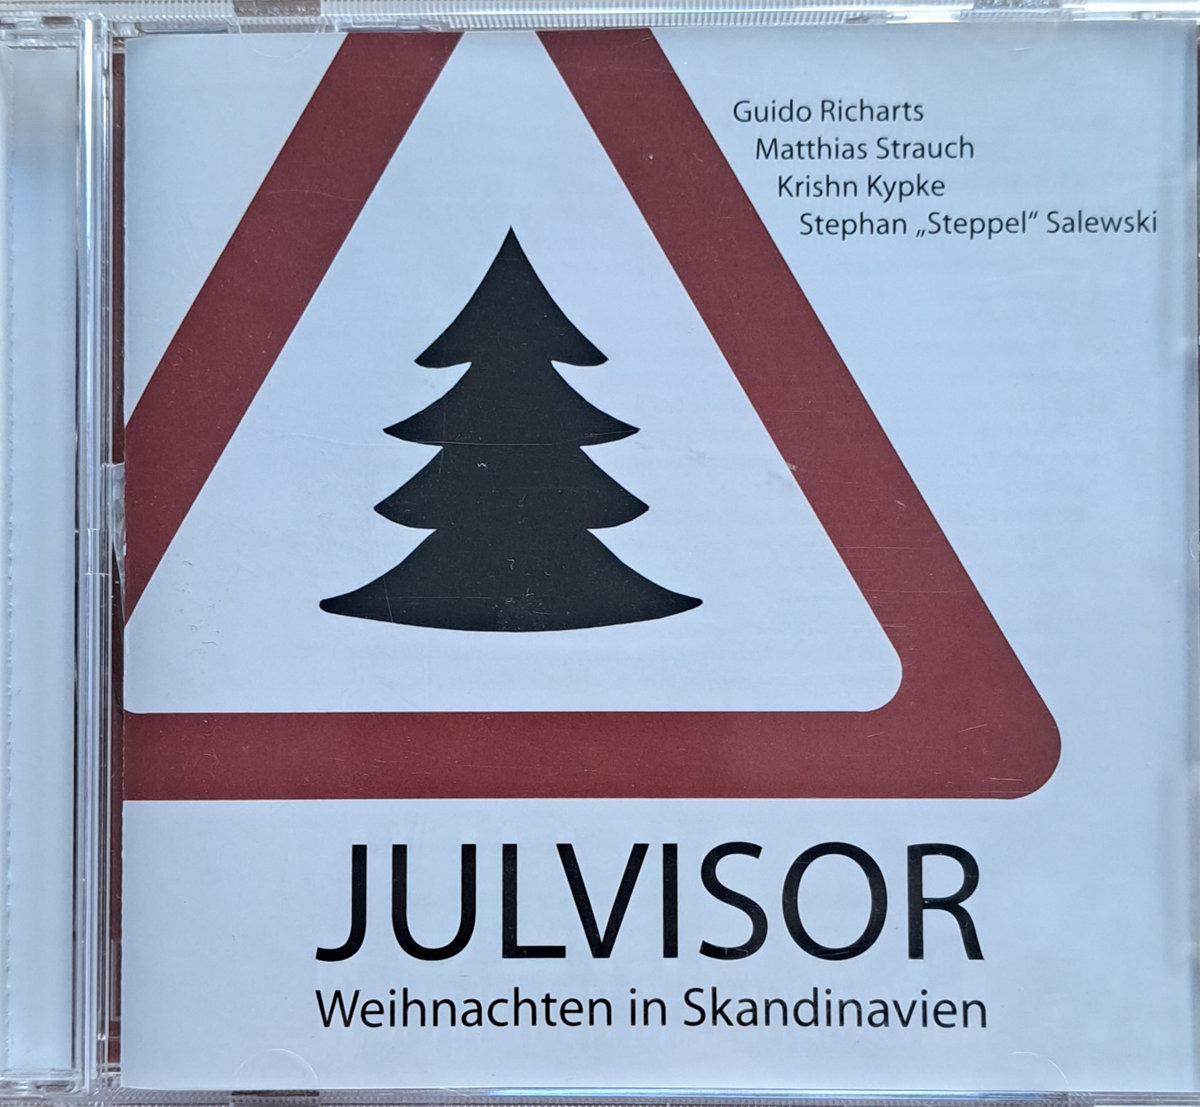 Guido Richarts
Matthias Strauch
Krishn Kypke
Stephan „Steppel“ Salewski
JULVISOR
Weihnachten in Skandinavien